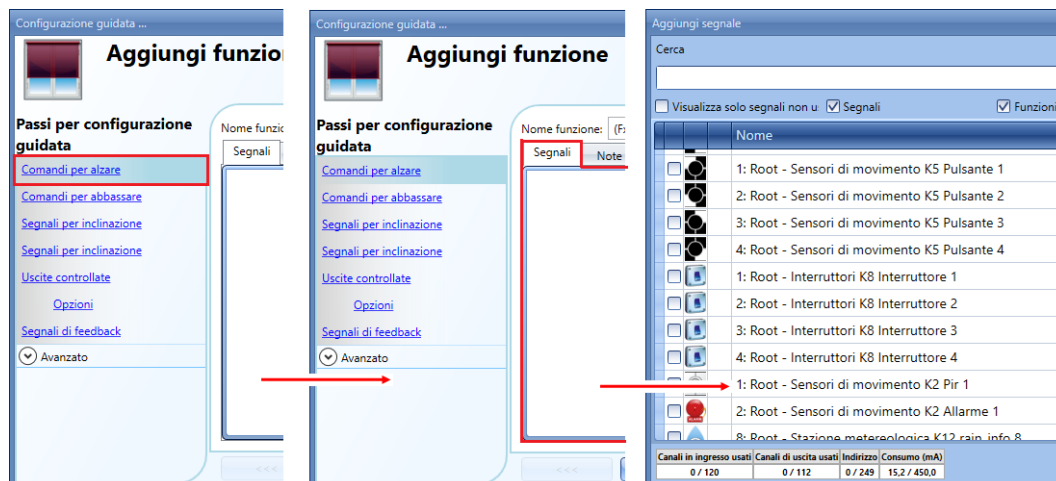 Configurazione guidata ...
Aggiungi funzio
Passi per configurazione
guidata
Comandi per alzare
Comandi per abbassare
Segnali per inclinazione
Segnali per inclinazione
Uscite controllate
Opzioni
Segnali di feedback
Avanzato
Nome funzio
Segnali
<<<
Configurazione guidata ...
Aggiungi funzione
Passi per configurazione
guidata
Comandi per alzare
Comandi per abbassare
Segnali per inclinazione
Segnali per inclinazione
Uscite controllate
Opzioni
Segnali di feedback
Avanzato
Nome funzione: (Fx
Segnali Note
<<<
Aggiungi segnale
Cerca
Visualizza solo segnali non u Segnali Funzioni
Nome
1: Root - Sensori di movimento K5 Pulsante 1
2: Root - Sensori di movimento K5 Pulsante 2
3: Root - Sensori di movimento K5 Pulsante 3
4: Root - Sensori di movimento K5 Pulsante 4
1: Root - Interruttori K8 Interruttore 1
2: Root - Interruttori K8 Interruttore 2
3: Root - Interruttori K8 Interruttore 3
4: Root - Interruttori K8 Interruttore 4
1: Root - Sensori di movimento K2 Pir 1
2: Root - Sensori di movimento K2 Allarme 1
8: Root - Stazione metereologica K12 rain_info 8
Canali in ingresso usati Canali di uscita usati Indirizzo Consumo (mA)
0 / 120 0 / 112 0 / 249 15,2 / 450,0